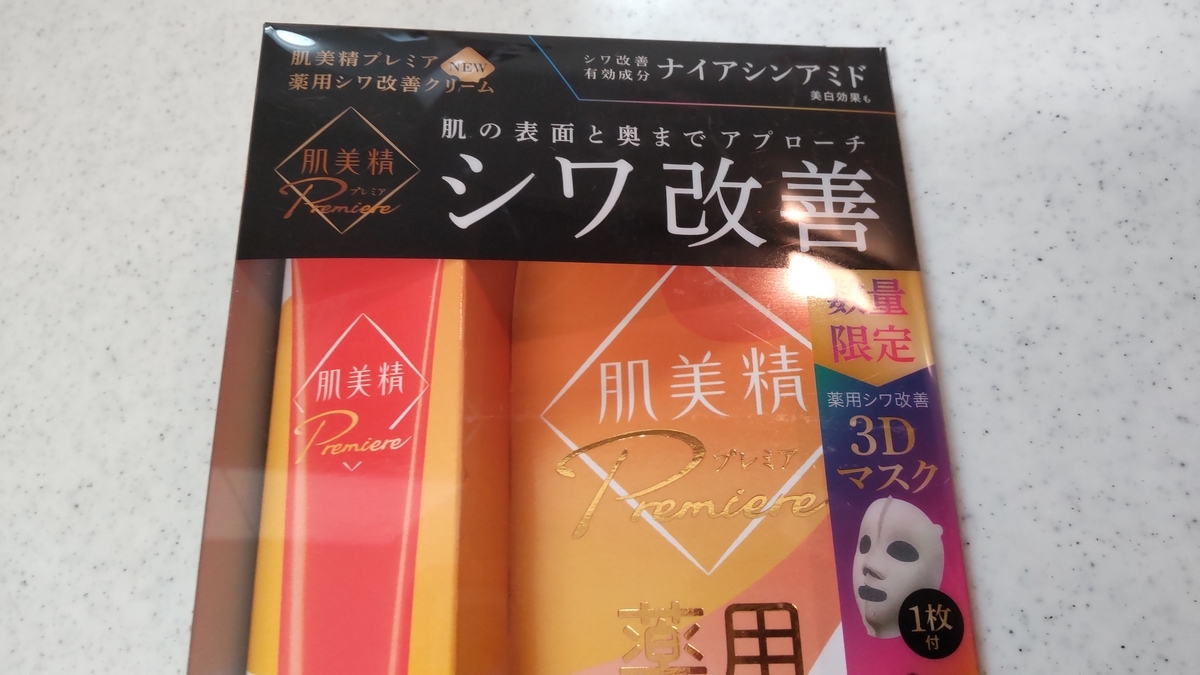 肌美精プレミア
薬用シワ改善クリーム
NEW
シワ改善
有効成分
ナイアシンアミド
美白効果も
肌美精
プレミア
Premiere
肌の表面と奥までアプローチ
シワ改善
肌美精
Premiere
肌美精
プレミア
Premiere
薬用
数量
限定
薬用シワ改善
3D
マスク
1枚
付